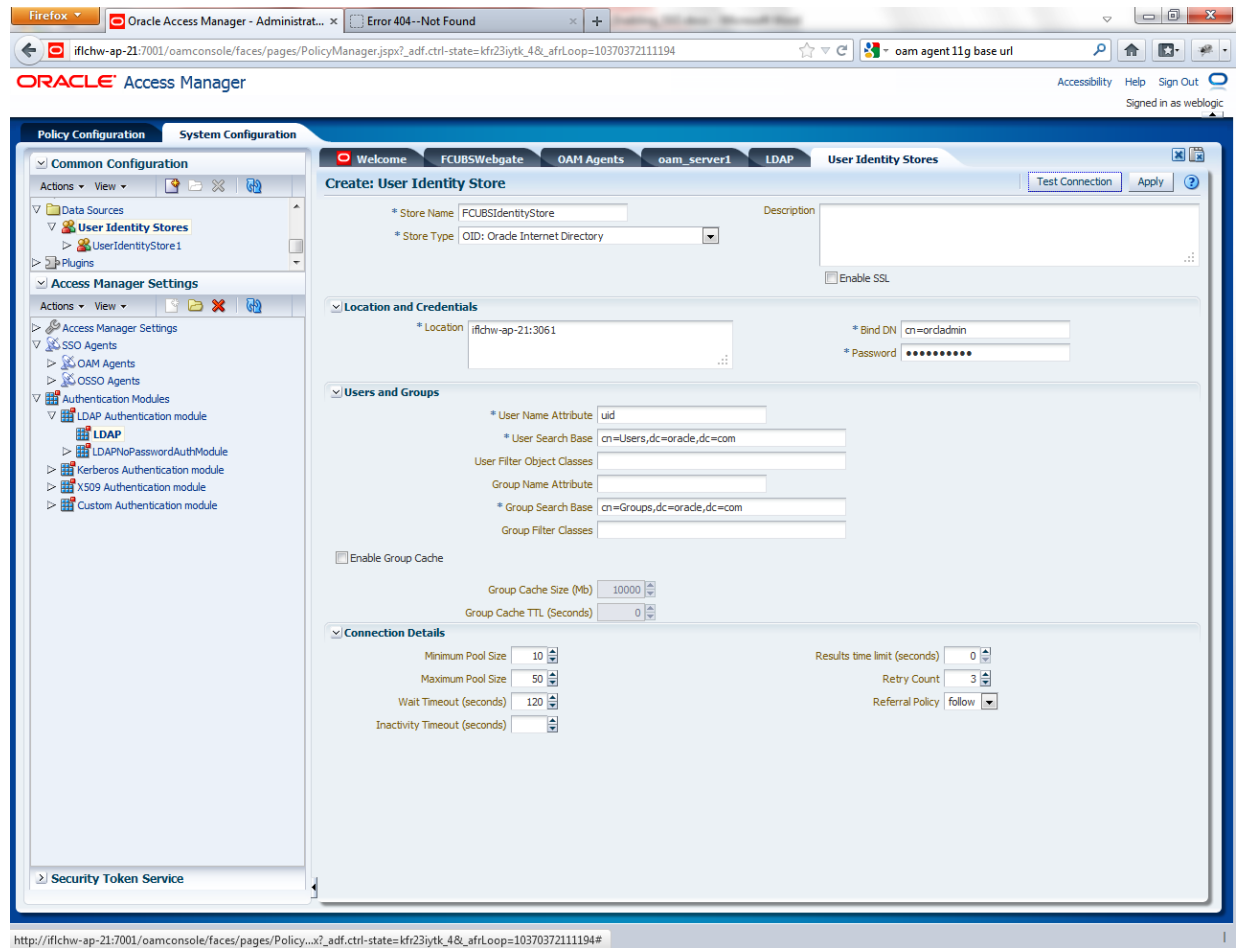 Firefox
Oracle Access Manager - Administrat... ×
Error 404--Not Found ×
+
iflchw-ap-21:7001/oamconsole/faces/pages/PolicyManager.jspx?_adf.ctrl-state=kfr23iytk_4&_afrLoop=10370372111194
oam agent 11g base url
ORACLE Access Manager
Accessibility Help Sign Out
Signed in as weblogic
Policy Configuration System Configuration
Common Configuration
Actions View
Data Sources
User Identity Stores
UserIdentityStore1
Plugins
Access Manager Settings
Actions View
Access Manager Settings
SSO Agents
OAM Agents
OSSO Agents
Authentication Modules
LDAP Authentication module
LDAP
LDAPNoPasswordAuthModule
Kerberos Authentication module
X509 Authentication module
Custom Authentication module
Security Token Service
Welcome FCUBSWebgate OAM Agents oam_server1 LDAP User Identity Stores
Create: User Identity Store
Test Connection Apply ?
* Store Name FCUBSIdentityStore
* Store Type OID: Oracle Internet Directory
Description
Enable SSL
Location and Credentials
* Location iflchw-ap-21:3061
* Bind DN cn=orcladmin
* Password ••••••••••
Users and Groups
* User Name Attribute uid
* User Search Base cn=Users,dc=oracle,dc=com
User Filter Object Classes
Group Name Attribute
* Group Search Base cn=Groups,dc=oracle,dc=com
Group Filter Classes
Enable Group Cache
Group Cache Size (Mb) 10000
Group Cache TTL (Seconds) 0
Connection Details
Minimum Pool Size 10
Maximum Pool Size 50
Wait Timeout (seconds) 120
Inactivity Timeout (seconds)
Results time limit (seconds) 0
Retry Count 3
Referral Policy follow
http://iflchw-ap-21:7001/oamconsole/faces/pages/Policy...x?_adf.ctrl-state=kfr23iytk_4&_afrLoop=10370372111194#